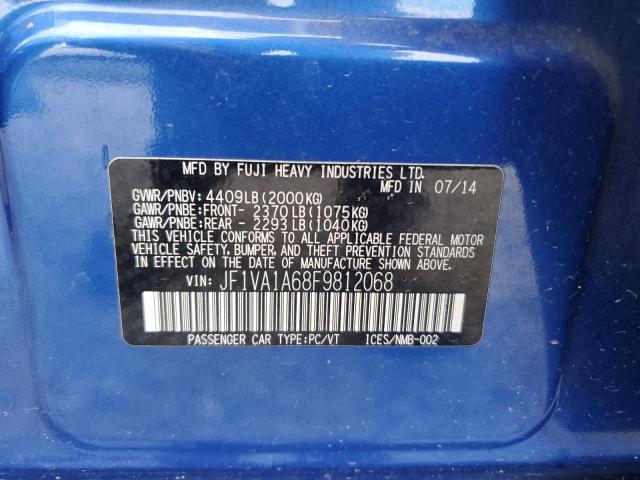 MFD BY FUJI HEAVY INDUSTRIES LTD.
MFD IN 07/14
GVWR/PNBV: 4409LB(2000KG)
GAWR/PNBE:FRONT- 2370LB(1075KG)
GAWR/PNBE:REAR - 2293LB(1040KG)
THIS VEHICLE CONFORMS TO ALL APPLICABLE FEDERAL MOTOR
VEHICLE SAFETY, BUMPER, AND THEFT PREVENTION STANDARDS
IN EFFECT ON THE DATE OF MANUFACTURE SHOWN ABOVE.
VIN: JF1VA1A68F9812068
PASSENGER CAR TYPE:PC/VT ICES/NMB-002